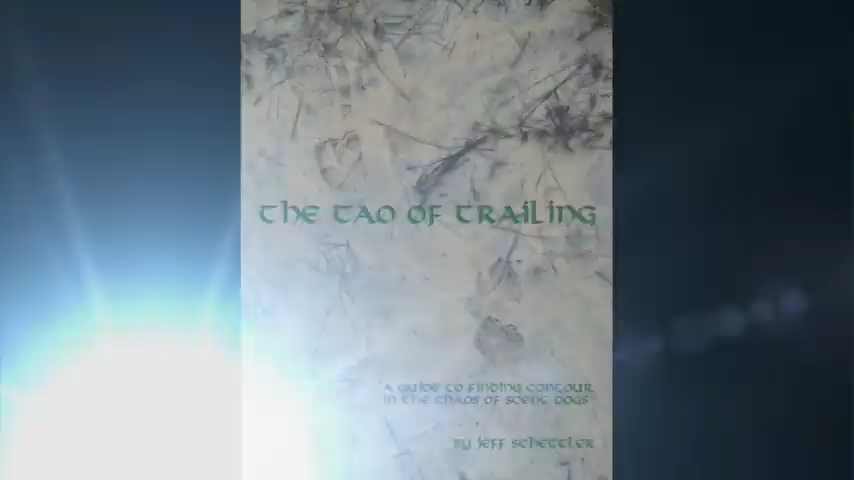 THE TAO OF TRAILING
"A GUIDE TO FINDING CONTOUR
IN THE CHAOS OF SCENT DOGS"
BY JEFF SCHETTLER